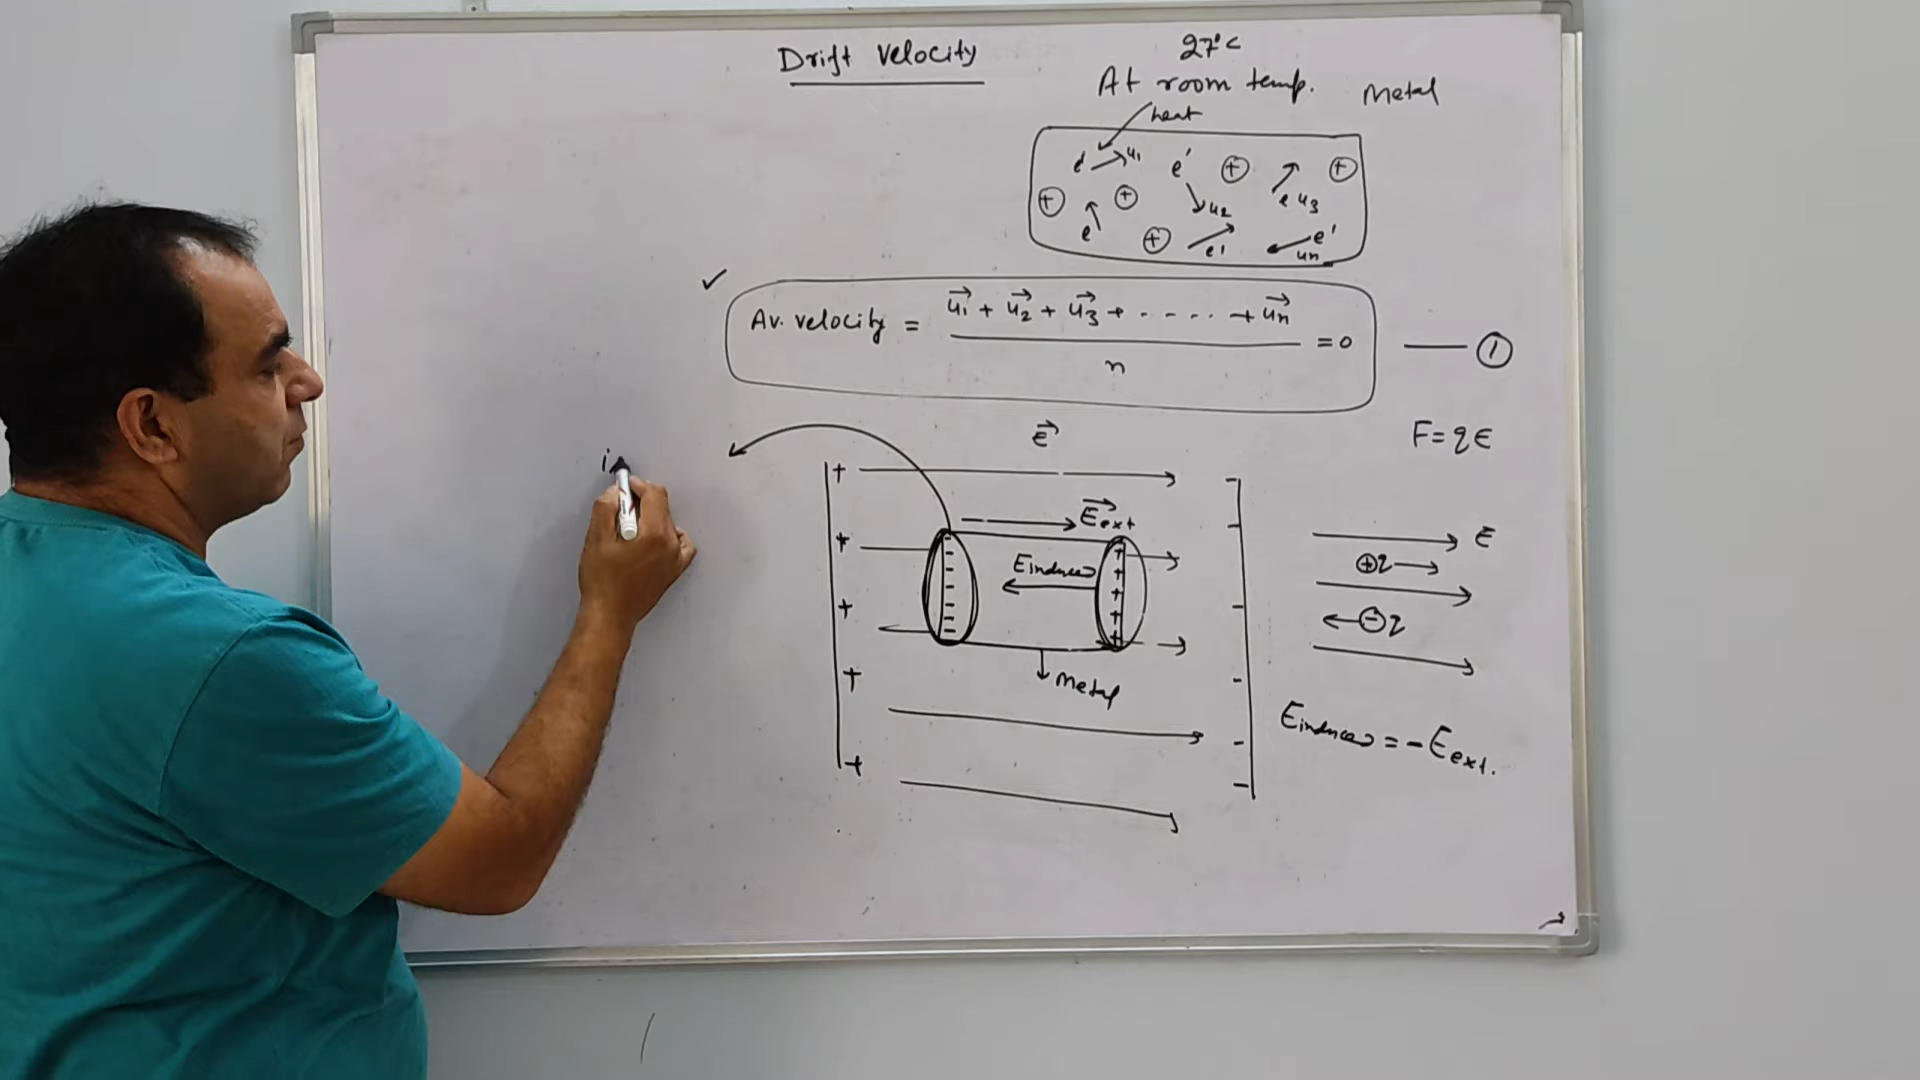 Drift Velocity
27°C
At room temp. Metal
heat
e u₁ e' ⊕ ⊕
⊕ ⊕ u₂ e u₃
e ⊕ e' e' uₙ
✓
Av. velocity = (u₁→ + u₂→ + u₃→ + ..... + uₙ→) / n = 0 — ①
E→ F = qE
+ E→ext -
+ Einduced + E
⊕q →
- +
+ ← ⊖q
+ Metal
+
Einduced = - Eext.
i